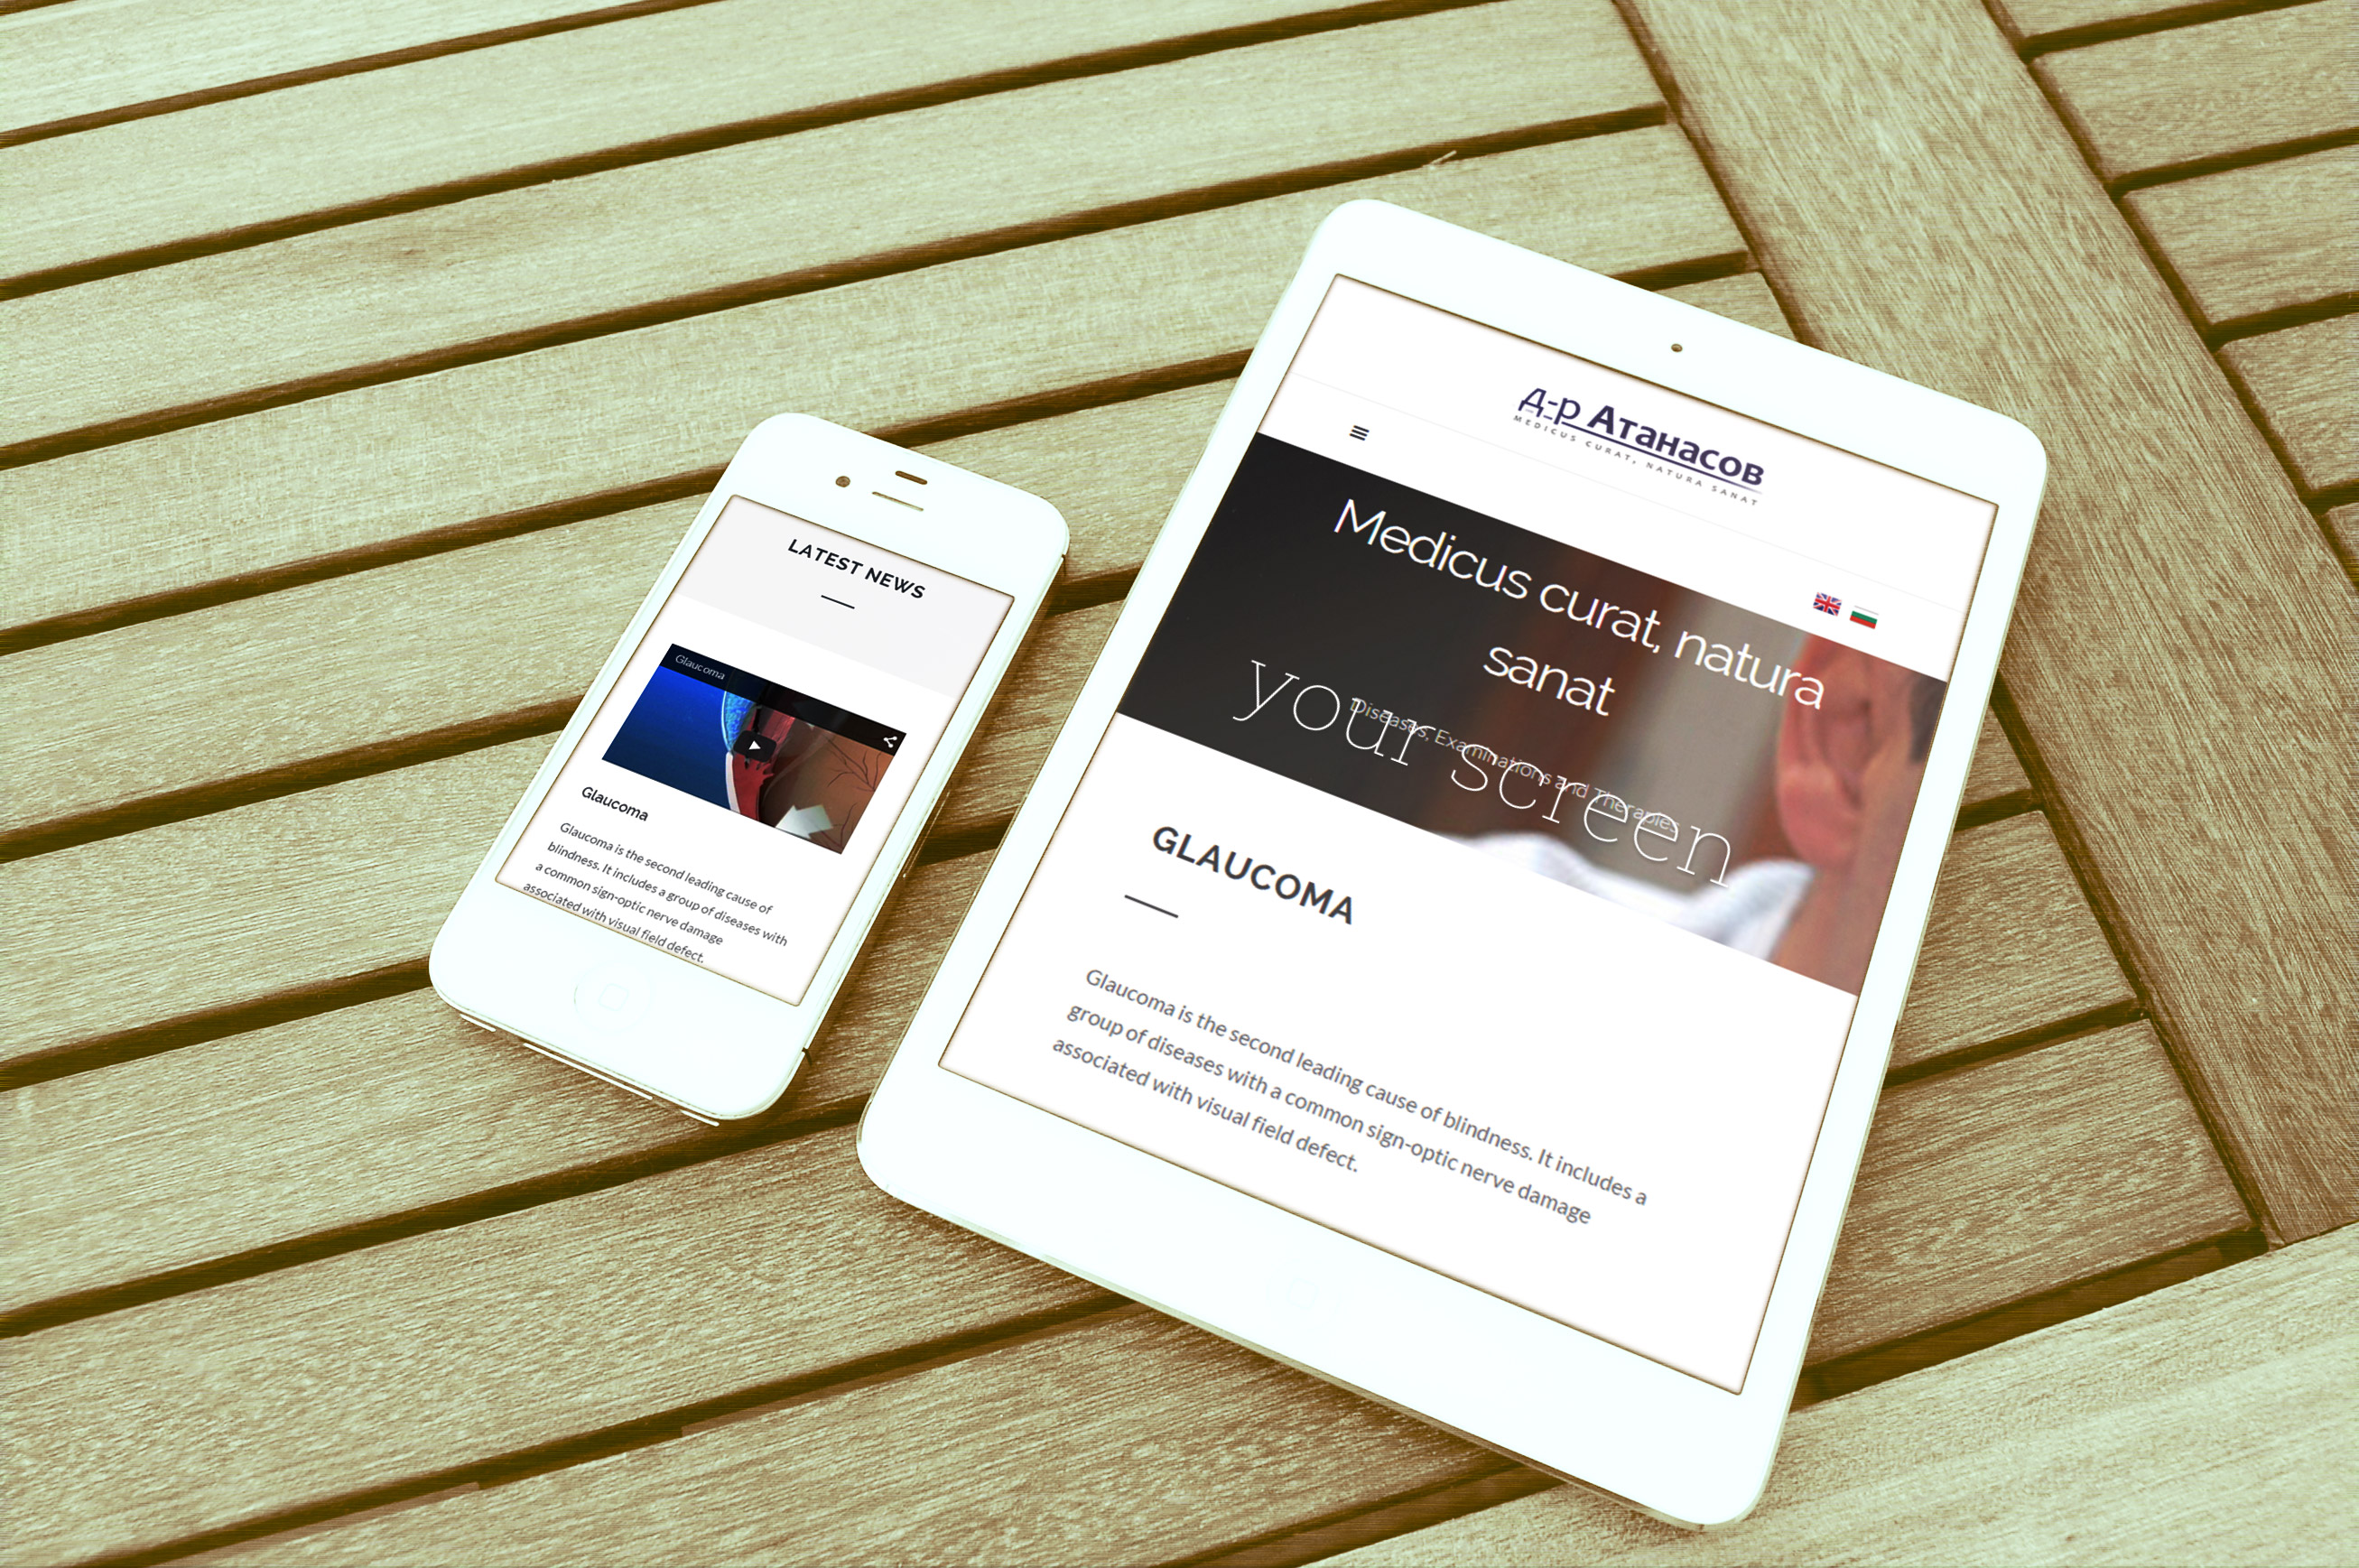 LATEST NEWS
Glaucoma
Glaucoma
Glaucoma is the second leading cause of
blindness. It includes a group of diseases with
a common sign-optic nerve damage
associated with visual field defect.
Д-р Атанасов
MEDICUS CURAT, NATURA SANAT
Medicus curat, natura
sanat
Diseases, Examinations and Therapies
your screen
GLAUCOMA
Glaucoma is the second leading cause of blindness. It includes a
group of diseases with a common sign-optic nerve damage
associated with visual field defect.